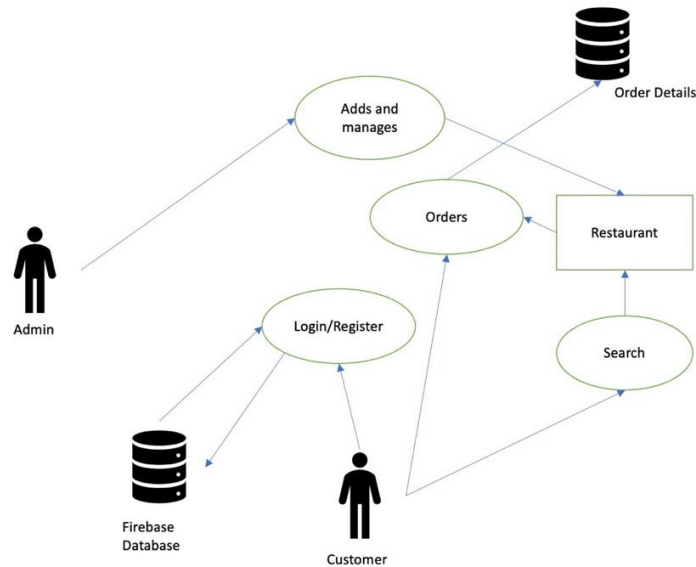 Order Details
Adds and
manages
Orders
Restaurant
Admin
Login/Register
Search
Firebase
Database
Customer